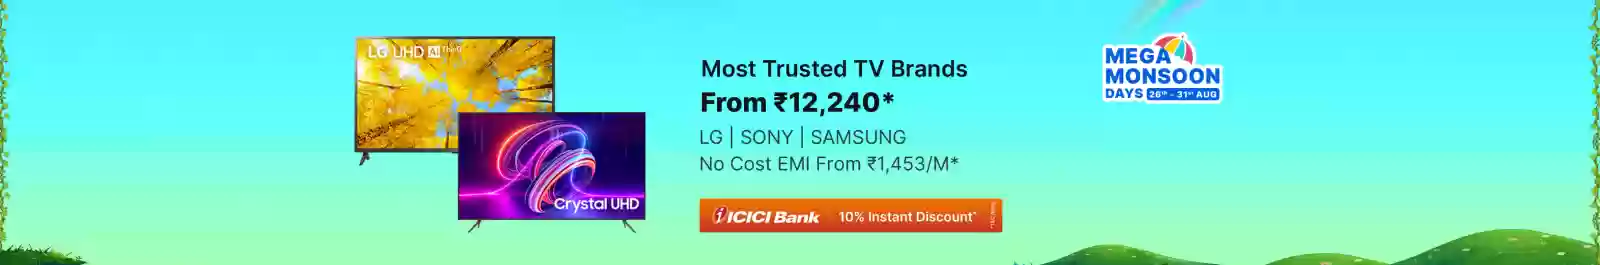 LG UHD AI ThinQ
Crystal UHD
Most Trusted TV Brands
From ₹12,240*
LG | SONY | SAMSUNG
No Cost EMI From ₹1,453/M*
ICICI Bank 10% Instant Discount*
MEGA
MONSOON
DAYS 26th - 31st AUG